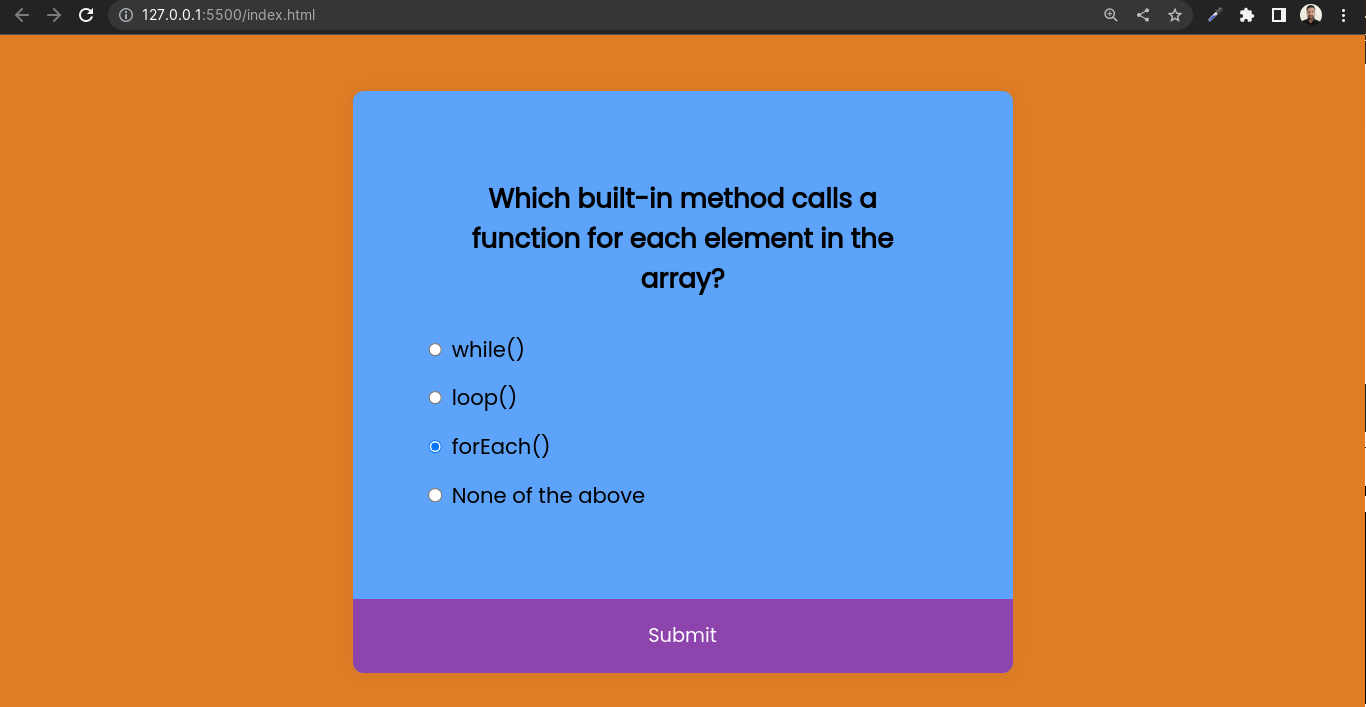 127.0.0.1:5500/index.html
Which built-in method calls a
function for each element in the
array?
while()
loop()
forEach()
None of the above
Submit